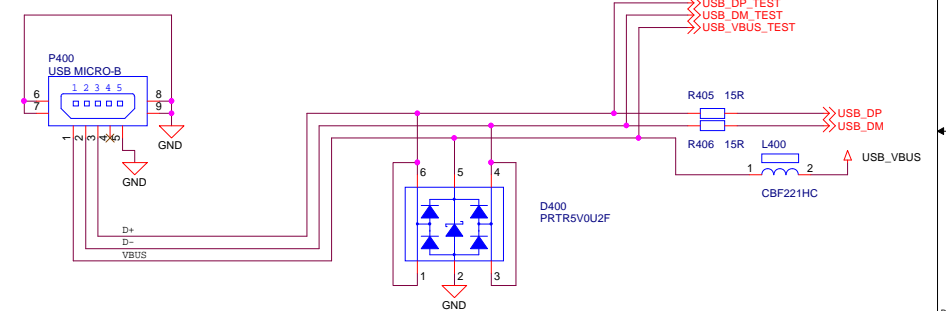 USB_DP_TEST
USB_DM_TEST
USB_VBUS_TEST
P400
USB MICRO-B
1 2 3 4 5
6
7
8
9
1
2
3
4
5
GND
GND
R405 15R
USB_DP
USB_DM
R406 15R
L400
USB_VBUS
1
2
CBF221HC
6
5
4
D400
PRTR5V0U2F
D+
D-
VBUS
1
2
3
GND